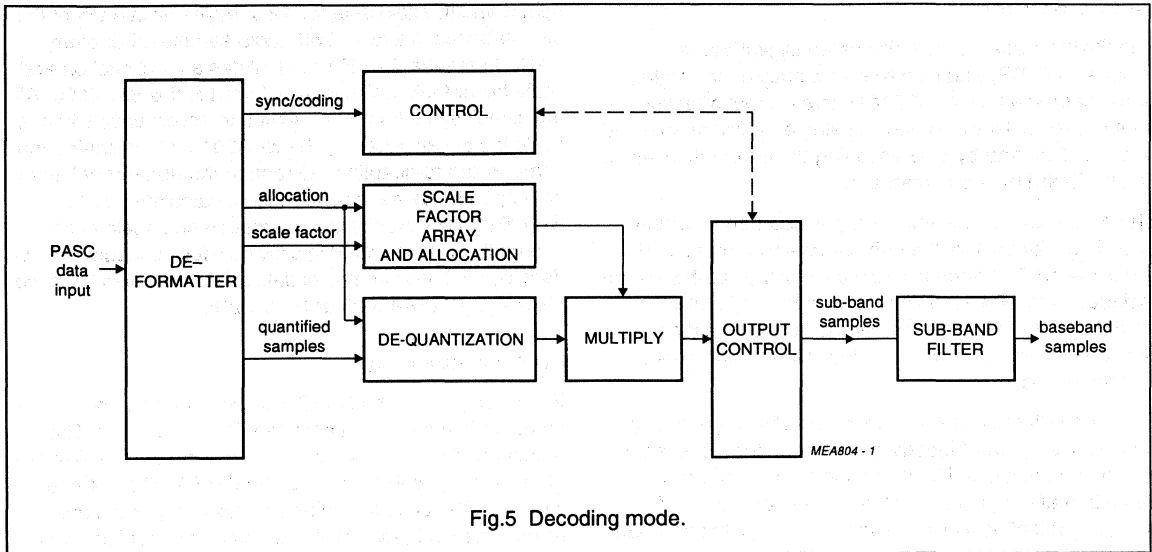 sync/coding
CONTROL
allocation
SCALE
FACTOR
ARRAY
AND ALLOCATION
scale factor
PASC
data
input
DE-
FORMATTER
quantified
samples
DE-QUANTIZATION
MULTIPLY
OUTPUT
CONTROL
sub-band
samples
SUB-BAND
FILTER
baseband
samples
MEA804 - 1
Fig.5 Decoding mode.